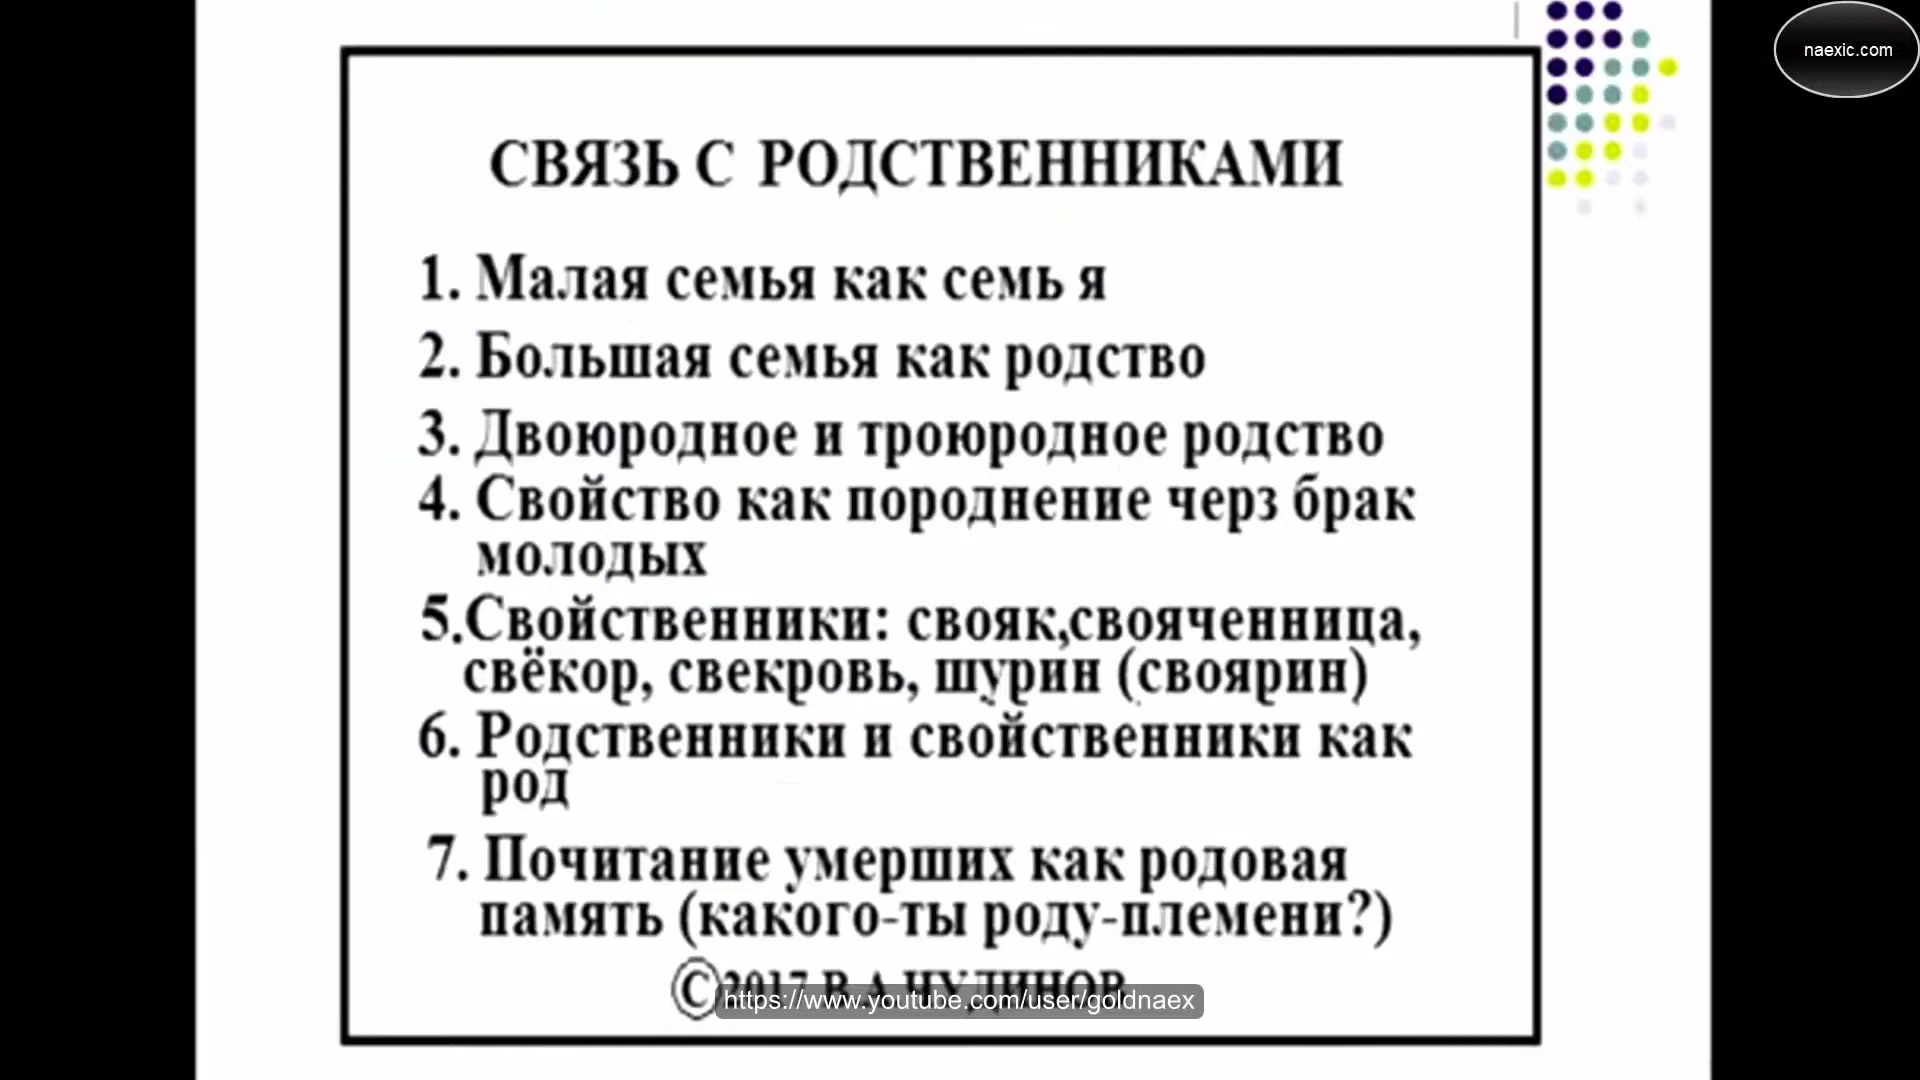 naexic.com
СВЯЗЬ С РОДСТВЕННИКАМИ
1. Малая семья как семь я
2. Большая семья как родство
3. Двоюродное и троюродное родство
4. Свойство как породнение черз брак
молодых
5.Свойственники: свояк,свояченница,
свёкор, свекровь, шурин (своярин)
6. Родственники и свойственники как
род
7. Почитание умерших как родовая
память (какого-ты роду-племени?)
©2017 В.А.ЧУДИНОВ
https://www.youtube.com/user/goldnaex